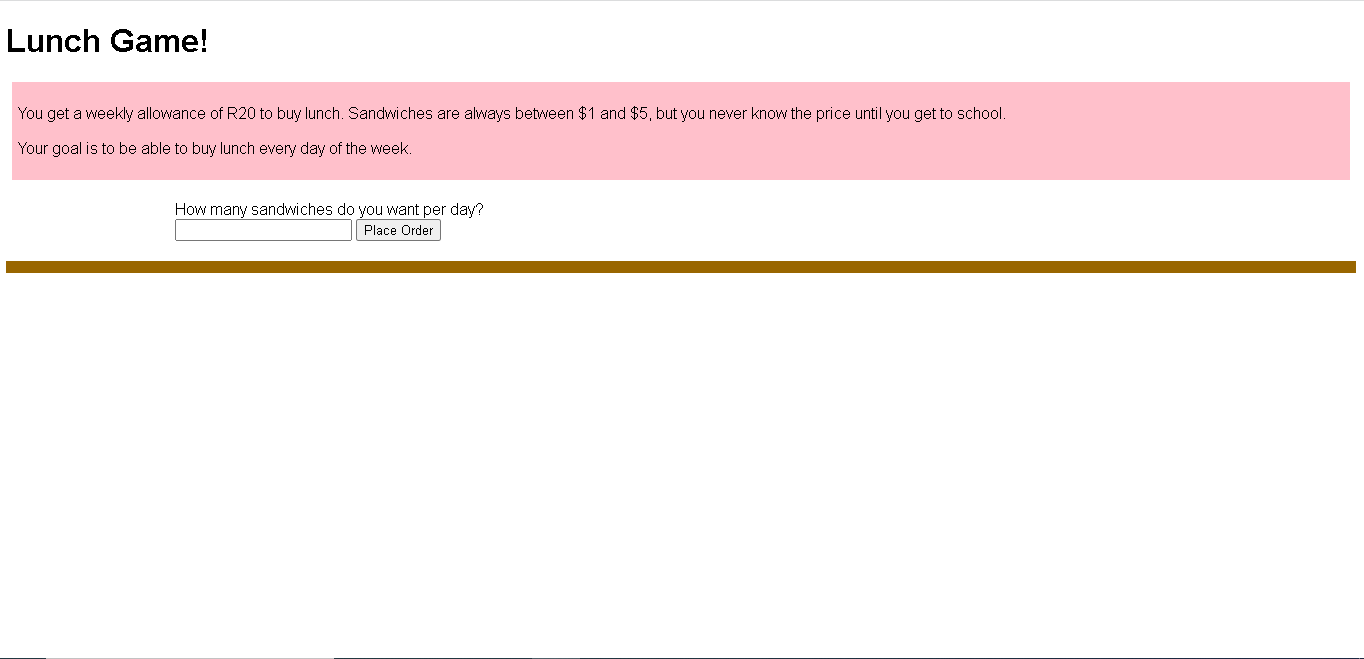 Lunch Game!
You get a weekly allowance of R20 to buy lunch. Sandwiches are always between $1 and $5, but you never know the price until you get to school.
Your goal is to be able to buy lunch every day of the week.
How many sandwiches do you want per day?
Place Order